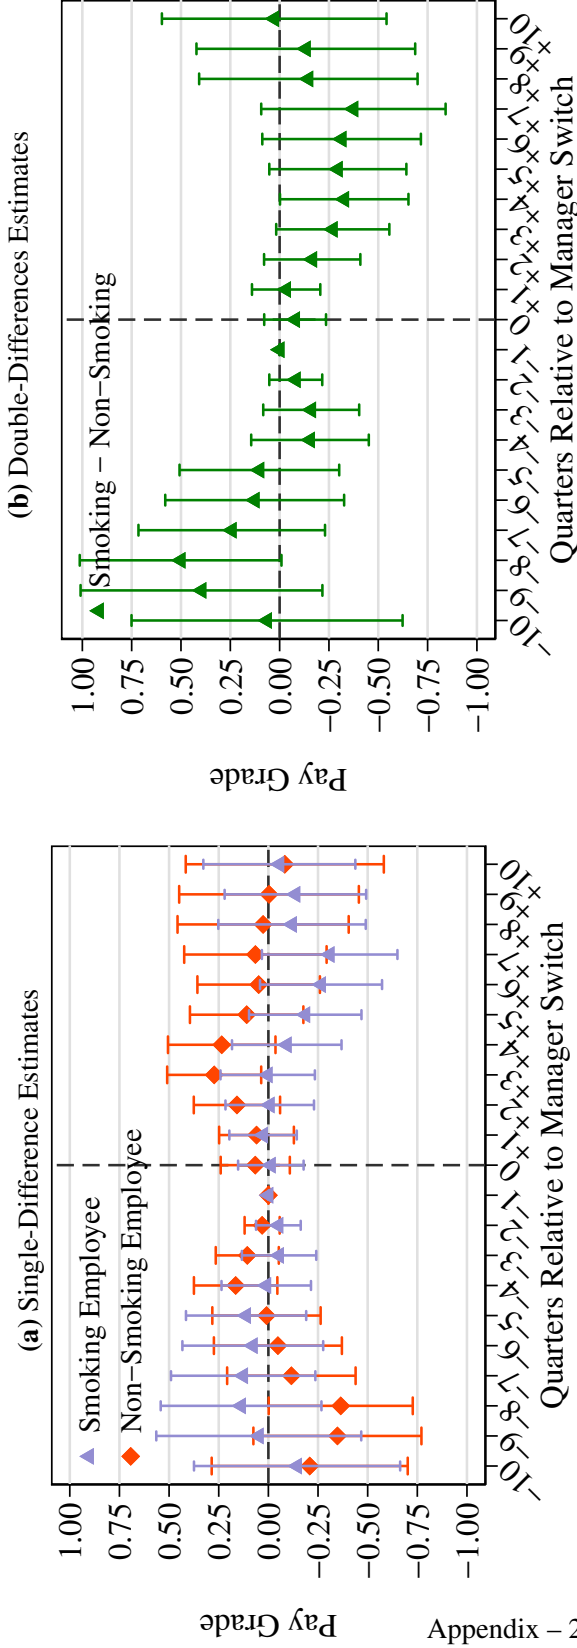 (a) Single-Difference Estimates
Smoking Employee
Non−Smoking Employee
1.00
0.75
0.50
0.25
0.00
−0.25
−0.50
−0.75
−1.00
Pay Grade
−10 −9 −8 −7 −6 −5 −4 −3 −2 −1 0 +1 +2 +3 +4 +5 +6 +7 +8 +9 +10
Quarters Relative to Manager Switch
(b) Double-Differences Estimates
Smoking − Non−Smoking
1.00
0.75
0.50
0.25
0.00
−0.25
−0.50
−0.75
−1.00
Pay Grade
−10 −9 −8 −7 −6 −5 −4 −3 −2 −1 0 +1 +2 +3 +4 +5 +6 +7 +8 +9 +10
Quarters Relative to Manager Switch
Appendix – 2